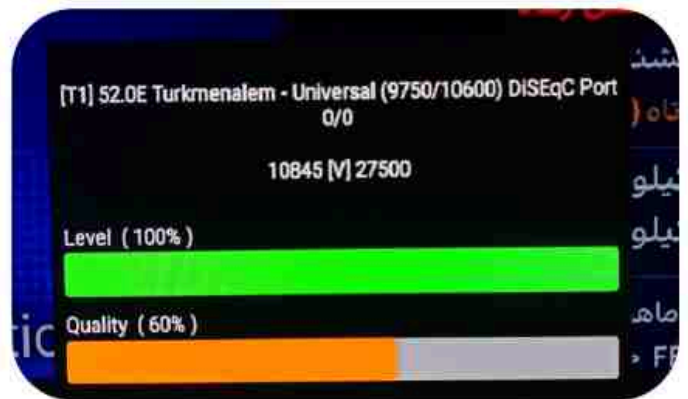 [T1] 52.0E Turkmenalem - Universal (9750/10600) DiSEqC Port
0/0
10845 [V] 27500
Level ( 100% )
Quality ( 60% )